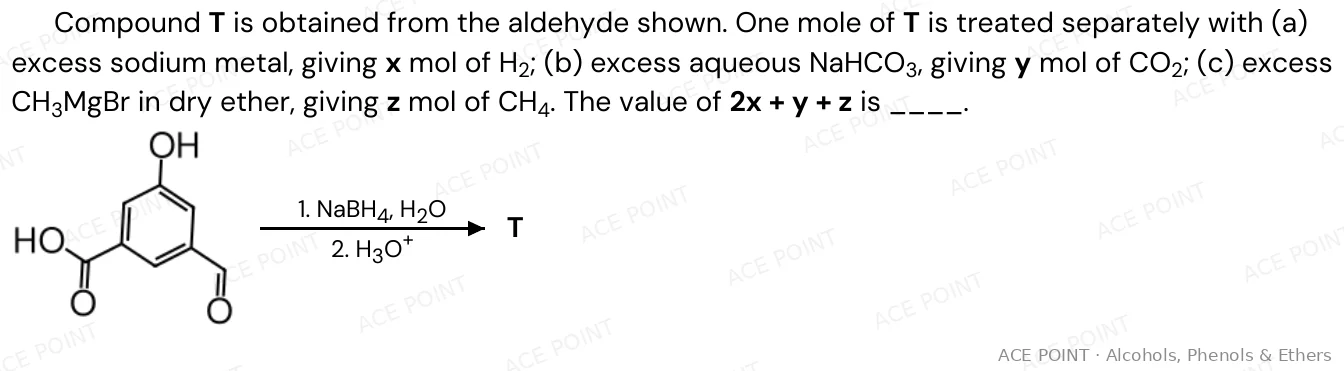 Compound T is obtained from the aldehyde shown. One mole of T is treated separately with (a)
excess sodium metal, giving x mol of H₂; (b) excess aqueous NaHCO₃, giving y mol of CO₂; (c) excess
CH₃MgBr in dry ether, giving z mol of CH₄. The value of 2x + y + z is ____.
OH
HO
O
O
1. NaBH₄, H₂O
2. H₃O⁺
T
ACE POINT · Alcohols, Phenols & Ethers
ACE POINT